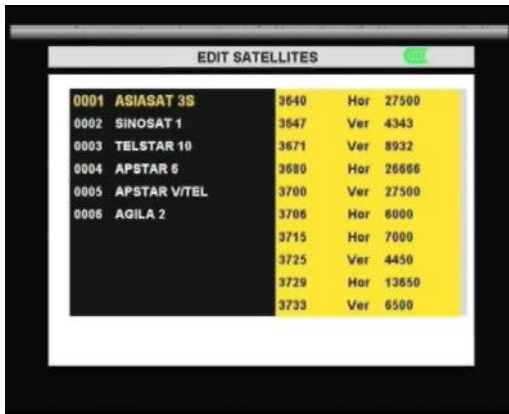 EDIT SATELLITES
0001 ASIASAT 3S 3640 Hor 27500
0002 SINOSAT 1 3647 Ver 4343
0003 TELSTAR 10 3671 Ver 8932
0004 APSTAR 6 3680 Hor 26666
0005 APSTAR V/TEL 3700 Ver 27500
0006 AGILA 2 3706 Hor 6000
3715 Hor 7000
3725 Ver 4450
3729 Hor 13650
3733 Ver 6500